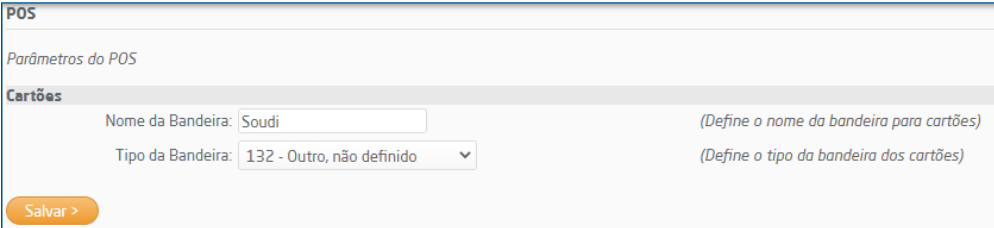 POS
Parâmetros do POS
Cartões
Nome da Bandeira: Soudi (Define o nome da bandeira para cartões)
Tipo da Bandeira: 132 - Outro, não definido (Define o tipo da bandeira dos cartões)
Salvar >